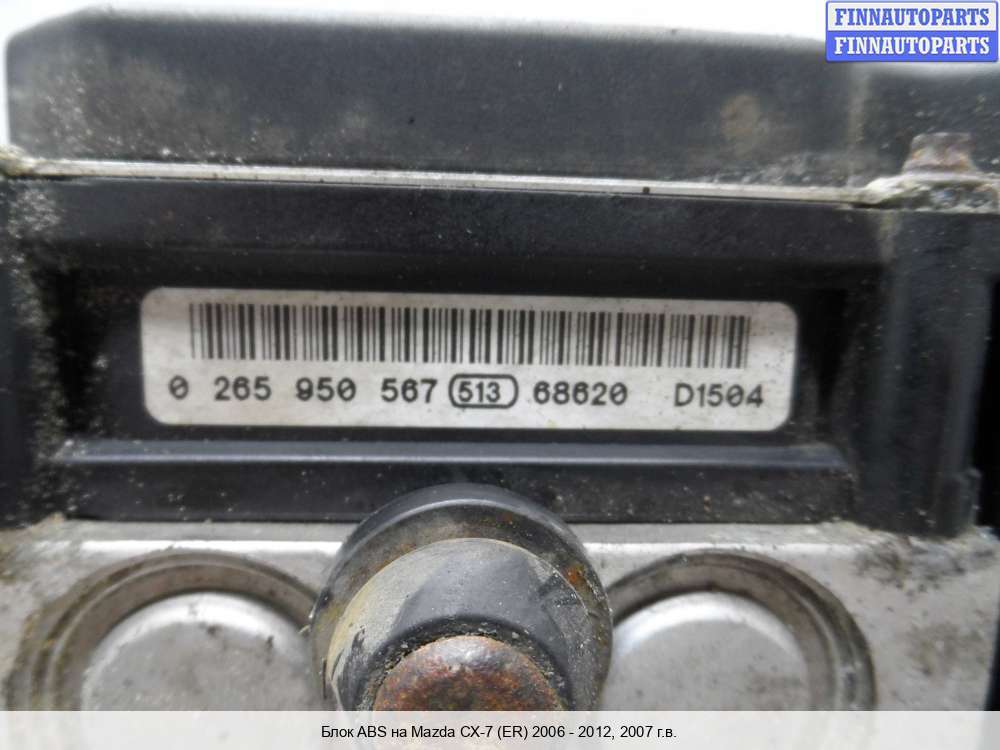 FINNAUTOPARTS
FINNAUTOPARTS
0 265 950 567 513 68620 D1504
Блок ABS на Mazda CX-7 (ER) 2006 - 2012, 2007 г.в.